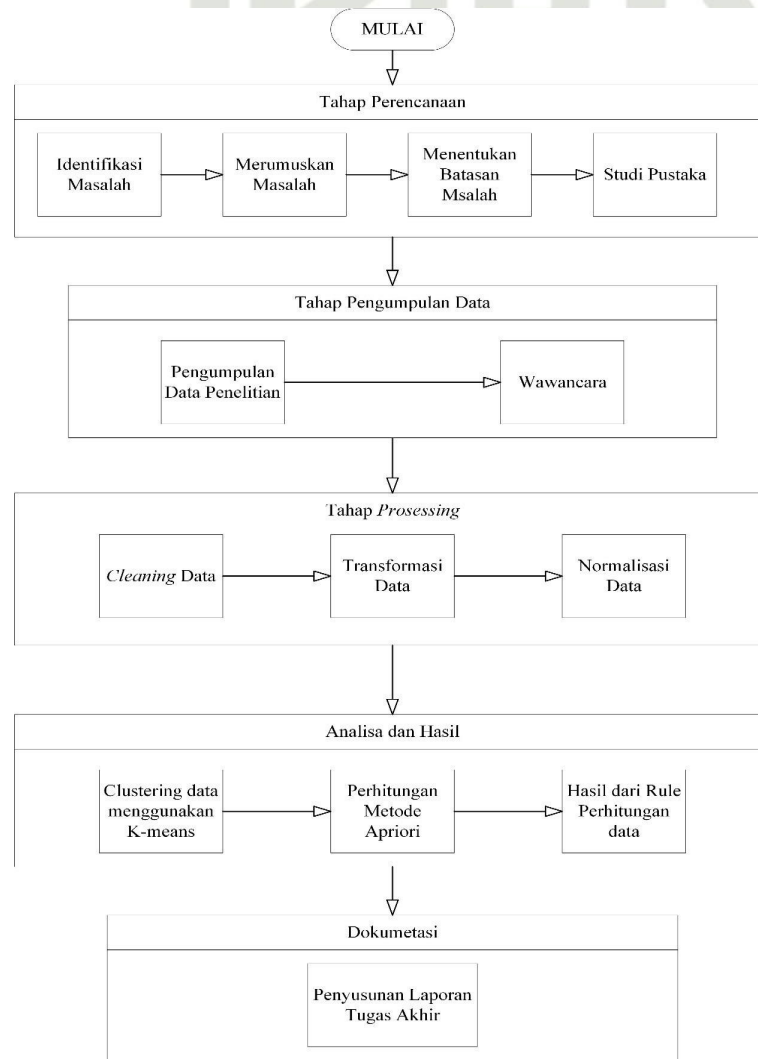 MULAI
Tahap Perencanaan
Identifikasi
Masalah
Merumuskan
Masalah
Menentukan
Batasan
Msalah
Studi Pustaka
Tahap Pengumpulan Data
Pengumpulan
Data Penelitian
Wawancara
Tahap Prosessing
Cleaning Data
Transformasi
Data
Normalisasi
Data
Analisa dan Hasil
Clustering data
menggunakan
K-means
Perhitungan
Metode
Apriori
Hasil dari Rule
Perhitungan
data
Dokumetasi
Penyusunan Laporan
Tugas Akhir